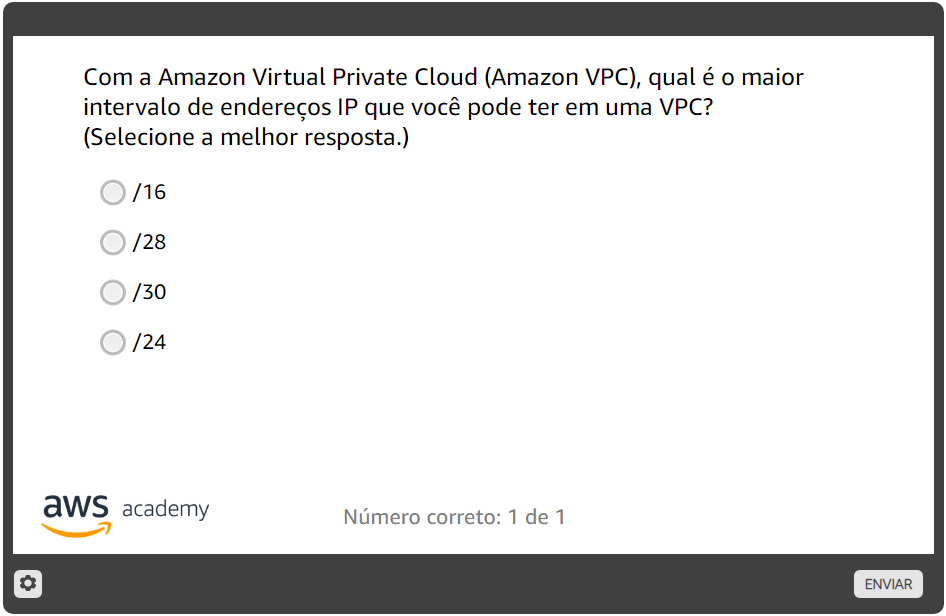 Com a Amazon Virtual Private Cloud (Amazon VPC), qual é o maior
intervalo de endereços IP que você pode ter em uma VPC?
(Selecione a melhor resposta.)
/16
/28
/30
/24
aws academy
Número correto: 1 de 1
ENVIAR